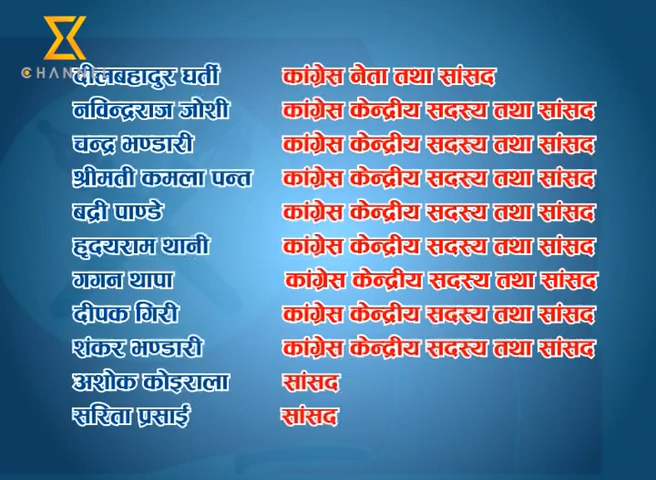 CHANNEL
दीलबहादुर घर्ती कांग्रेस नेता तथा सांसद
नविन्द्रराज जोशी कांग्रेस केन्द्रीय सदस्य तथा सांसद
चन्द्र भण्डारी कांग्रेस केन्द्रीय सदस्य तथा सांसद
श्रीमती कमला पन्त कांग्रेस केन्द्रीय सदस्य तथा सांसद
बद्री पाण्डे कांग्रेस केन्द्रीय सदस्य तथा सांसद
हृदयराम थानी कांग्रेस केन्द्रीय सदस्य तथा सांसद
गगन थापा कांग्रेस केन्द्रीय सदस्य तथा सांसद
दीपक गिरी कांग्रेस केन्द्रीय सदस्य तथा सांसद
शंकर भण्डारी कांग्रेस केन्द्रीय सदस्य तथा सांसद
अशोक कोइराला सांसद
सरिता प्रसाई सांसद